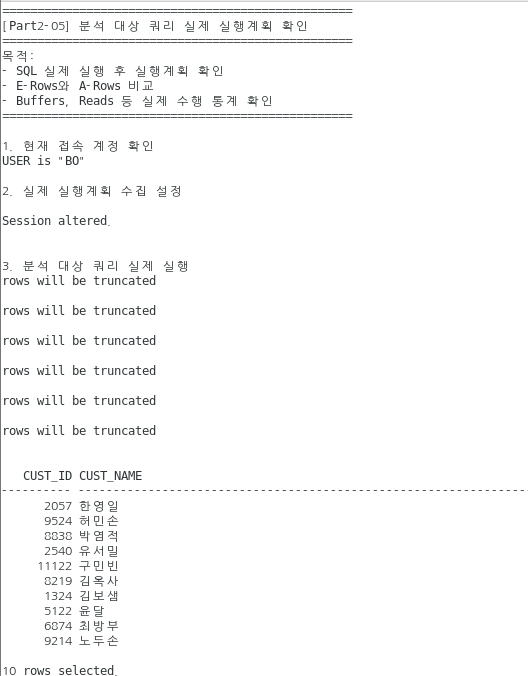 ==================================================
[Part2-05] 분석 대상 쿼리 실제 실행계획 확인
==================================================
목적:
- SQL 실제 실행 후 실행계획 확인
- E-Rows와 A-Rows 비교
- Buffers, Reads 등 실제 수행 통계 확인
==================================================
1. 현재 접속 계정 확인
USER is "BO"
2. 실제 실행계획 수집 설정
Session altered.
3. 분석 대상 쿼리 실제 실행
rows will be truncated
rows will be truncated
rows will be truncated
rows will be truncated
rows will be truncated
rows will be truncated
CUST_ID CUST_NAME
---------- ----------------------------------------------------------------
2057 한영일
9524 허민손
8838 박염적
2540 유서밀
11122 구민빈
8219 김옥사
1324 김보샘
5122 윤달
6874 최방부
9214 노두손
10 rows selected.